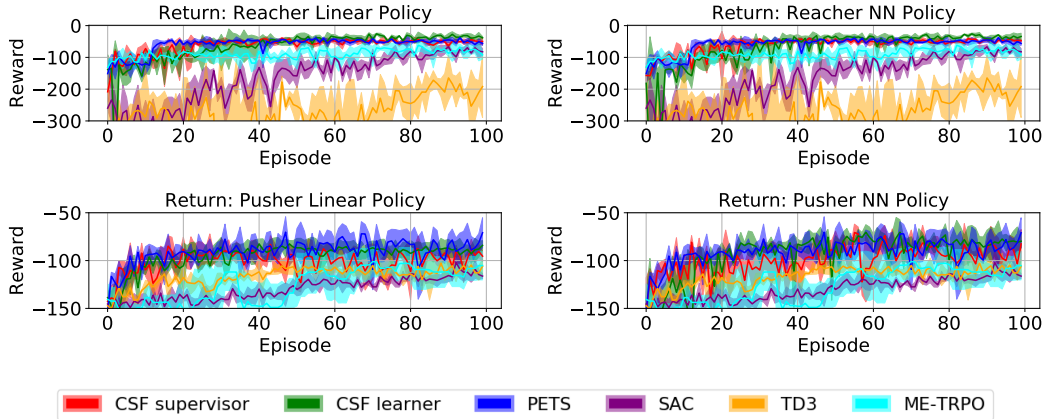 Return: Reacher Linear Policy
Reward
0
−100
−200
−300
0 20 40 60 80 100
Episode
Return: Reacher NN Policy
Reward
0
−100
−200
−300
0 20 40 60 80 100
Episode
Return: Pusher Linear Policy
Reward
−50
−100
−150
0 20 40 60 80 100
Episode
Return: Pusher NN Policy
Reward
−50
−100
−150
0 20 40 60 80 100
Episode
CSF supervisor CSF learner PETS SAC TD3 ME-TRPO